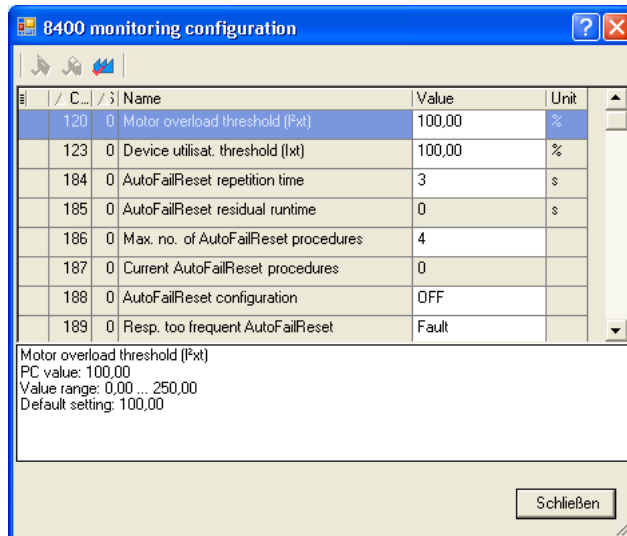 8400 monitoring configuration
C... Name Value Unit
120 0 Motor overload threshold (I²xt) 100,00 %
123 0 Device utilisat. threshold (Ixt) 100,00 %
184 0 AutoFailReset repetition time 3 s
185 0 AutoFailReset residual runtime 0 s
186 0 Max. no. of AutoFailReset procedures 4
187 0 Current AutoFailReset procedures 0
188 0 AutoFailReset configuration OFF
189 0 Resp. too frequent AutoFailReset Fault
Motor overload threshold (I²xt)
PC value: 100,00
Value range: 0,00 ... 250,00
Default setting: 100,00
Schließen